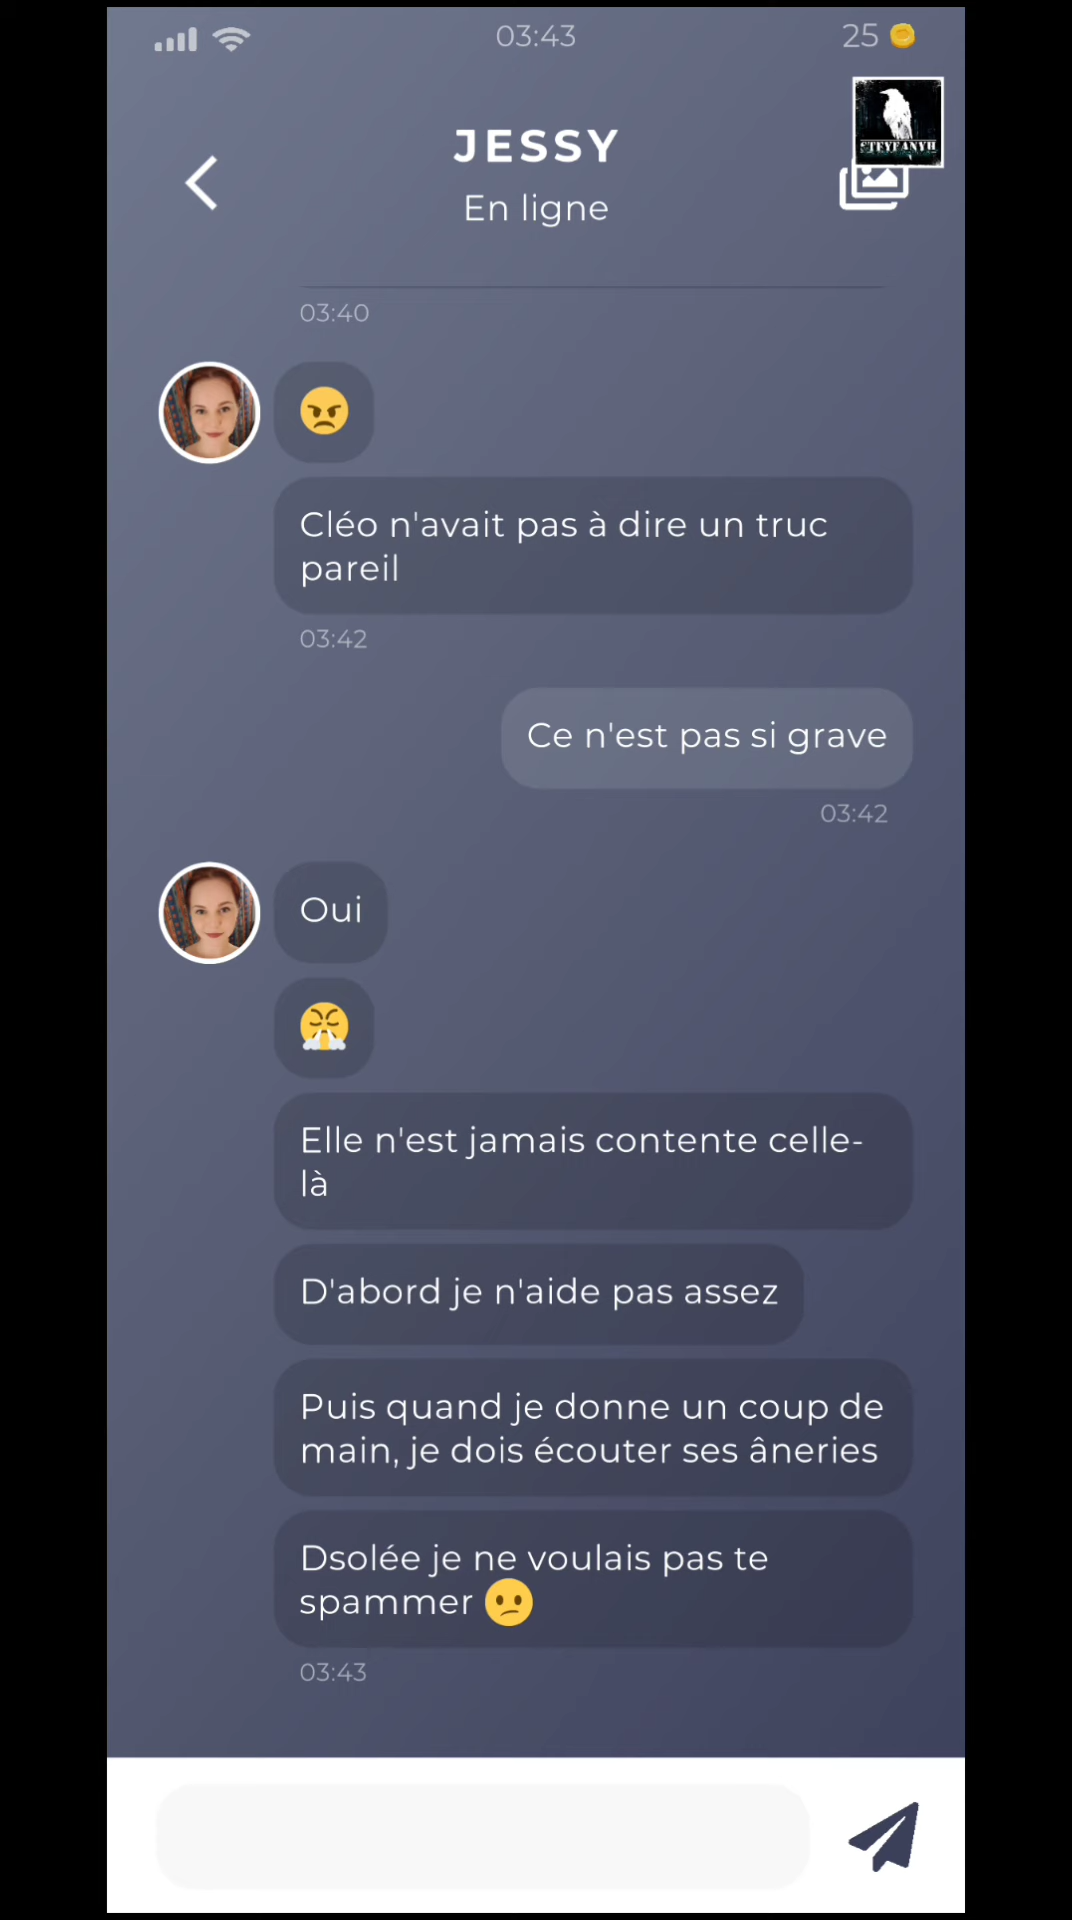 03:43
25
STEYFANYH
JESSY
En ligne
03:40
😠
Cléo n'avait pas à dire un truc
pareil
03:42
Ce n'est pas si grave
03:42
Oui
😤
Elle n'est jamais contente celle-
là
D'abord je n'aide pas assez
Puis quand je donne un coup de
main, je dois écouter ses âneries
Dsolée je ne voulais pas te
spammer 😕
03:43